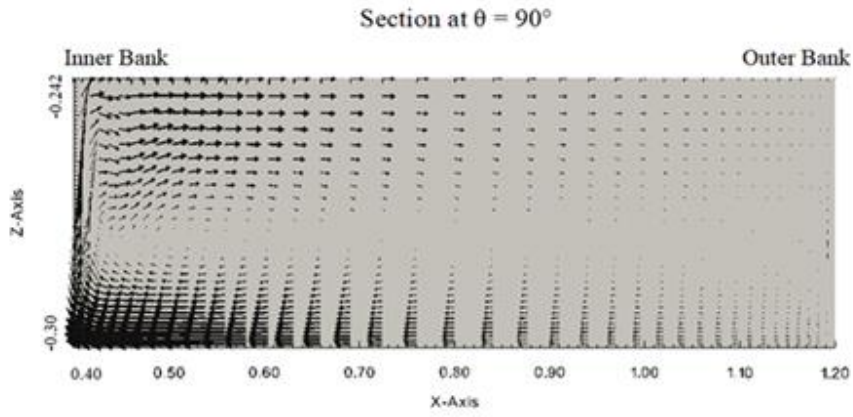 Section at θ = 90°
Inner Bank Outer Bank
-0.242
Z-Axis
-0.30
0.40 0.50 0.60 0.70 0.80 0.90 1.00 1.10 1.20
X-Axis